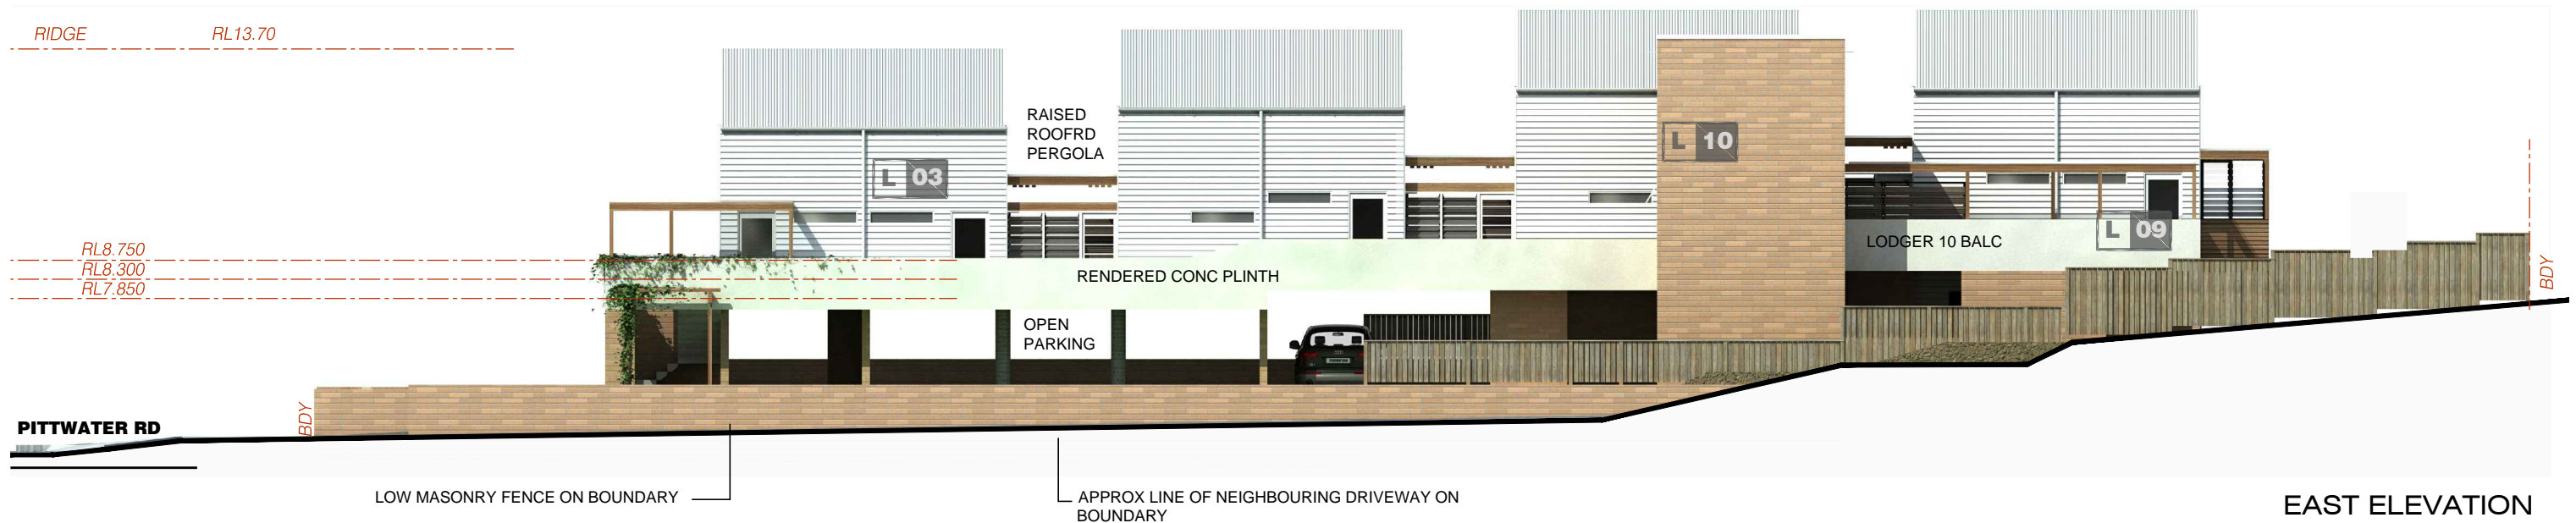 RIDGE RL13.70
RAISED
ROOFRD
PERGOLA
L 10
L 03
L 09
LODGER 10 BALC
RL8.750
RL8.300
RL7.850
RENDERED CONC PLINTH
BDY
OPEN
PARKING
BDY
PITTWATER RD
LOW MASONRY FENCE ON BOUNDARY
APPROX LINE OF NEIGHBOURING DRIVEWAY ON
BOUNDARY
EAST ELEVATION